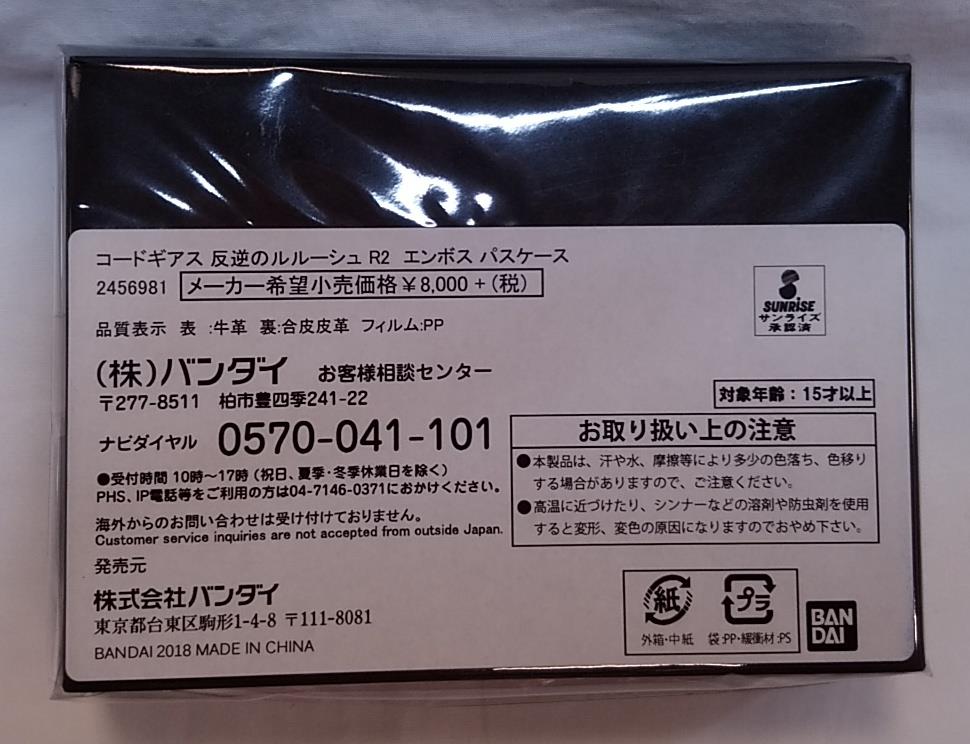 コードギアス 反逆のルルーシュ R2 エンボス パスケース
2456981 メーカー希望小売価格￥8,000＋(税)
SUNRISE
サンライズ
承認済
品質表示 表 :牛革 裏:合皮皮革 フィルム:PP
(株)バンダイ お客様相談センター
〒277-8511 柏市豊四季241-22
ナビダイヤル 0570-041-101
●受付時間 10時～17時（祝日、夏季・冬季休業日を除く）
PHS、IP電話等をご利用の方は04-7146-0371におかけください。
海外からのお問い合わせは受け付けておりません。
Customer service inquiries are not accepted from outside Japan.
対象年齢：15才以上
お取り扱い上の注意
●本製品は、汗や水、摩擦等により多少の色落ち、色移り
する場合がありますので、ご注意ください。
●高温に近づけたり、シンナーなどの溶剤や防虫剤を使用
すると変形、変色の原因になりますのでおやめ下さい。
発売元
株式会社バンダイ
東京都台東区駒形1-4-8 〒111-8081
BANDAI 2018 MADE IN CHINA
紙
外箱・中紙
プラ
袋:PP・緩衝材:PS
BAN
DAI